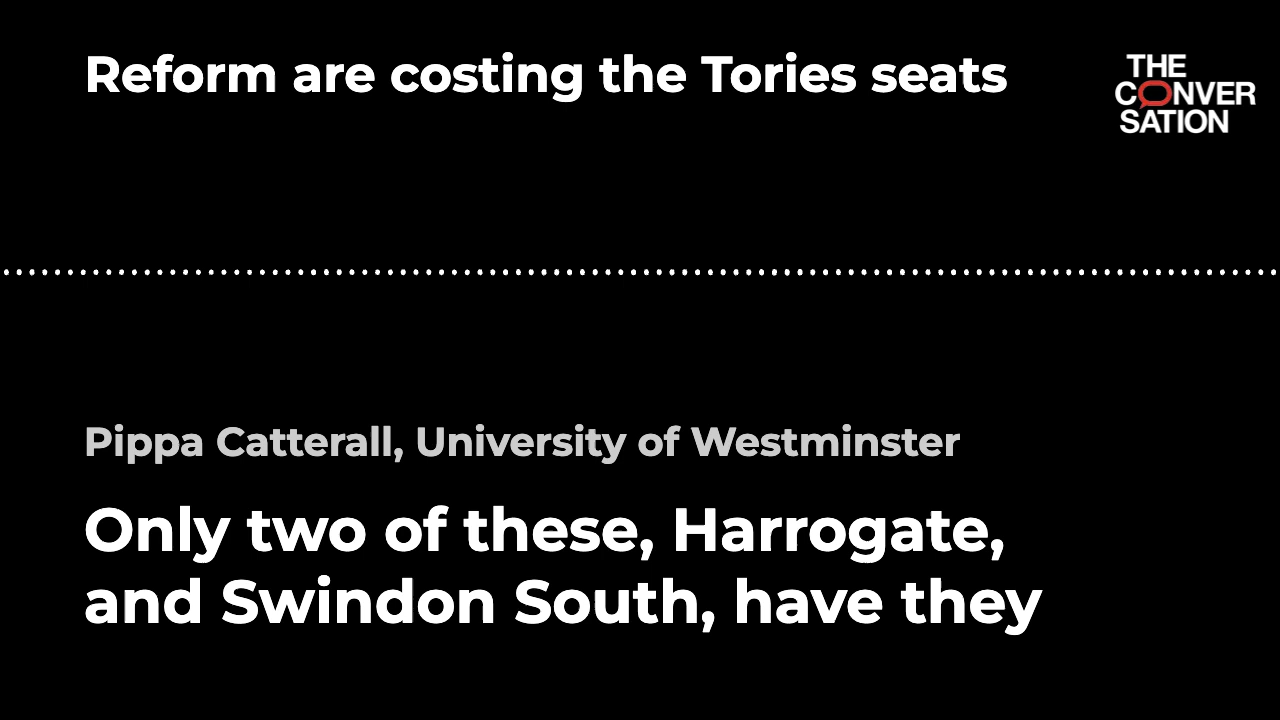 Reform are costing the Tories seats
THE
CONVER
SATION
Pippa Catterall, University of Westminster
Only two of these, Harrogate,
and Swindon South, have they